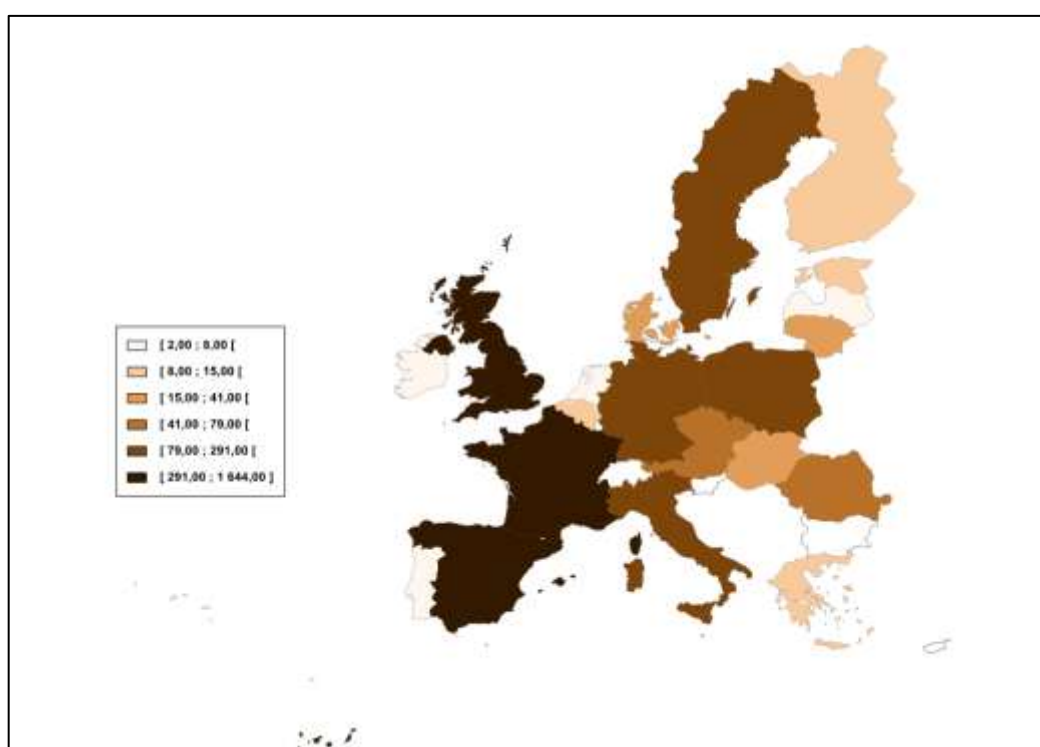 [ 2,00 ; 8,00 [
[ 8,00 ; 15,00 [
[ 15,00 ; 41,00 [
[ 41,00 ; 79,00 [
[ 79,00 ; 291,00 [
[ 291,00 ; 1 644,00 ]